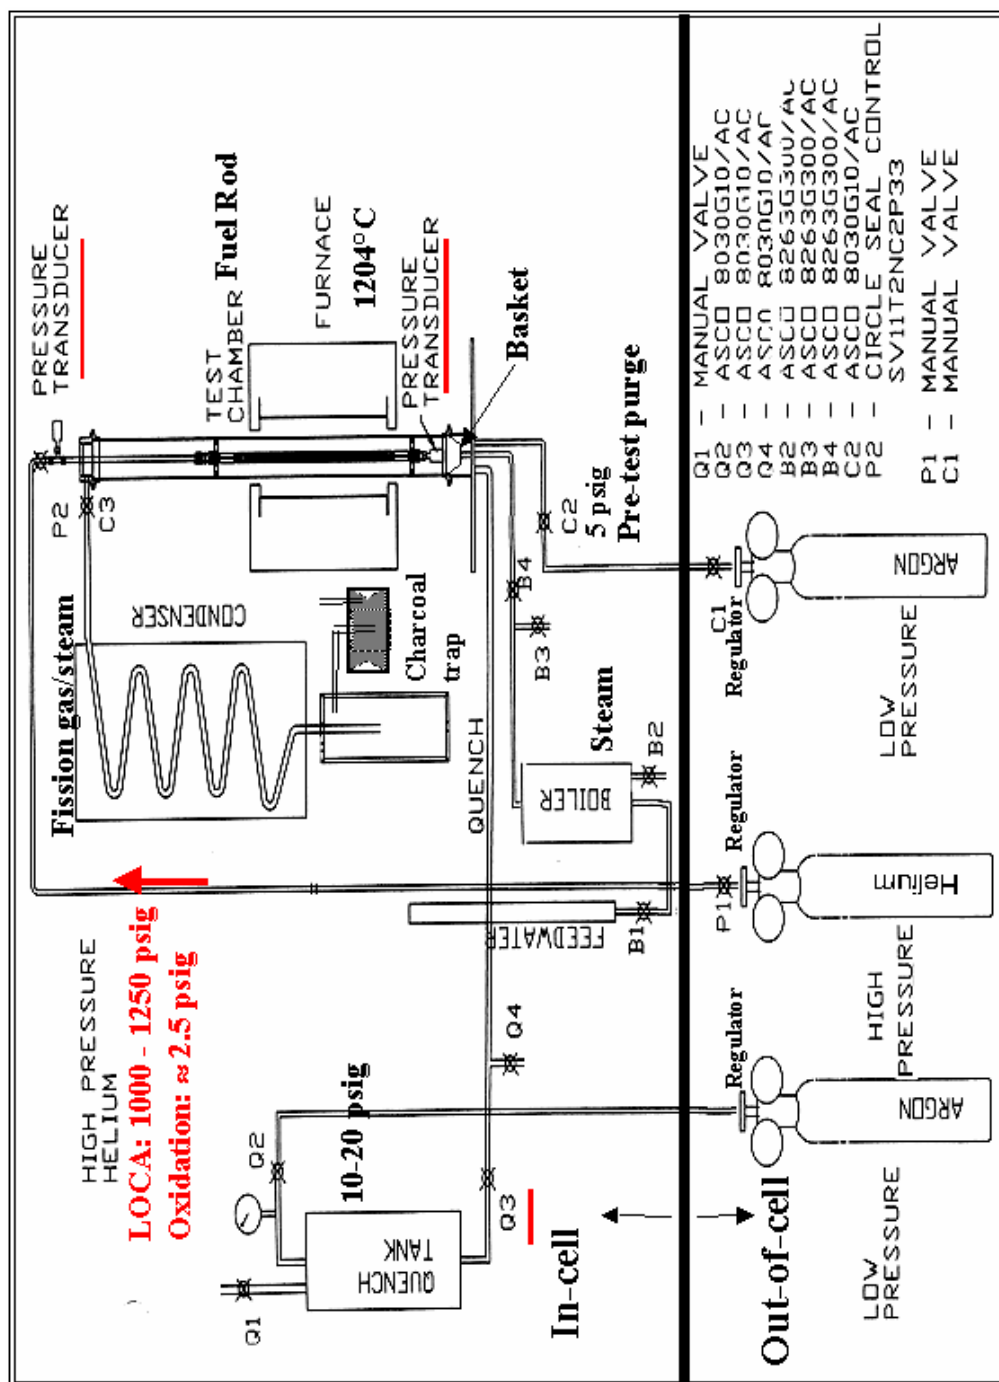 PRESSURE
TRANSDUCER
P2
C3
TEST
CHAMBER
Fuel Rod
FURNACE
1204°C
PRESSURE
TRANSDUCER
Basket
Fission gas/steam
CONDENSER
Charcoal
trap
C2
5 psig
Pre-test purge
B4
B3
QUENCH
Steam
BOILER
B2
HIGH PRESSURE
HELIUM
LOCA: 1000 - 1250 psig
Oxidation: ≈ 2.5 psig
FEEDWATER
B1
Q4
Q2
10-20 psig
Q1
QUENCH
TANK
Q3
In-cell
Out-of-cell
LOW
PRESSURE
ARGON
Regulator
HIGH
PRESSURE
Helium
Regulator
P1
LOW
PRESSURE
ARGON
Regulator
C1
Q1 - MANUAL VALVE
Q2 - ASCO 8030G10/AC
Q3 - ASCO 8030G10/AC
Q4 - ASCO 8030G10/AC
B2 - ASCO 8263G300/AC
B3 - ASCO 8263G300/AC
B4 - ASCO 8263G300/AC
C2 - ASCO 8030G10/AC
P2 - CIRCLE SEAL CONTROL
SV11T2NC2P33
P1 - MANUAL VALVE
C1 - MANUAL VALVE